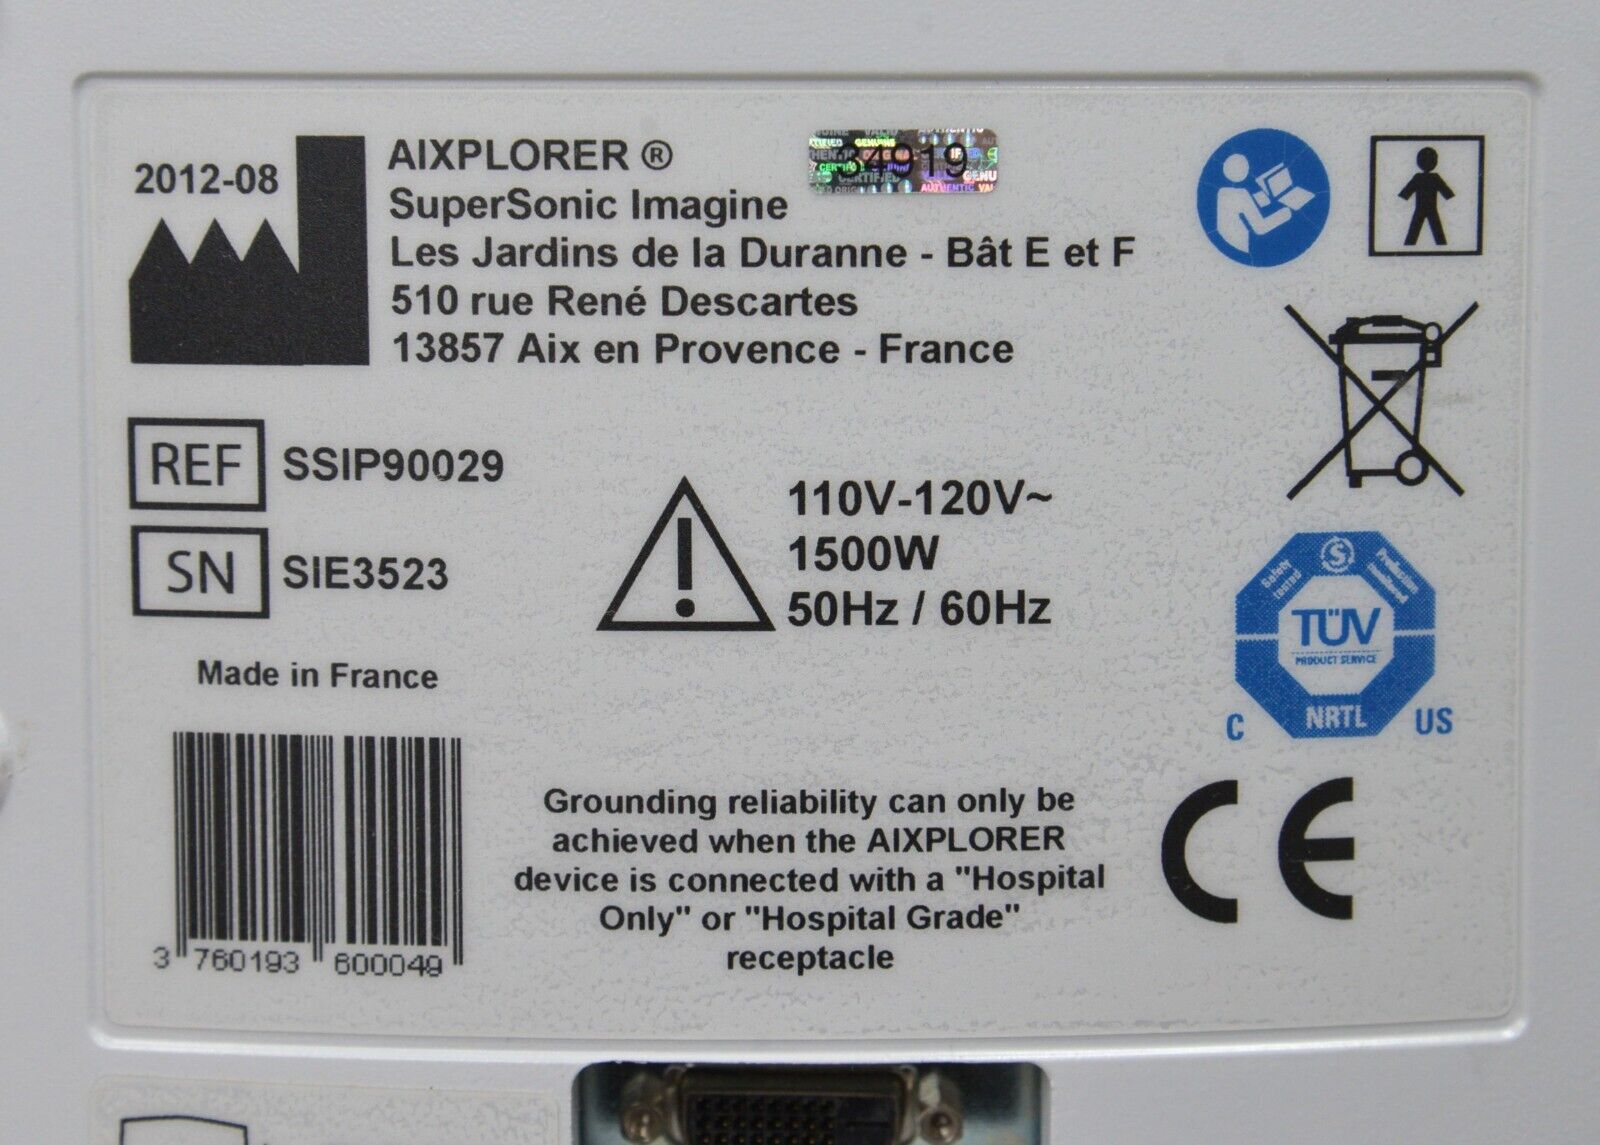 2012-08
AIXPLORER ®
SuperSonic Imagine
Les Jardins de la Duranne - Bât E et F
510 rue René Descartes
13857 Aix en Provence - France
34919
REF SSIP90029
SN SIE3523
Made in France
110V-120V~
1500W
50Hz / 60Hz
Safety
tested
TÜV
PRODUCT SERVICE
NRTL
C US
CE
Grounding reliability can only be
achieved when the AIXPLORER
device is connected with a "Hospital
Only" or "Hospital Grade"
receptacle
3 760193 600049